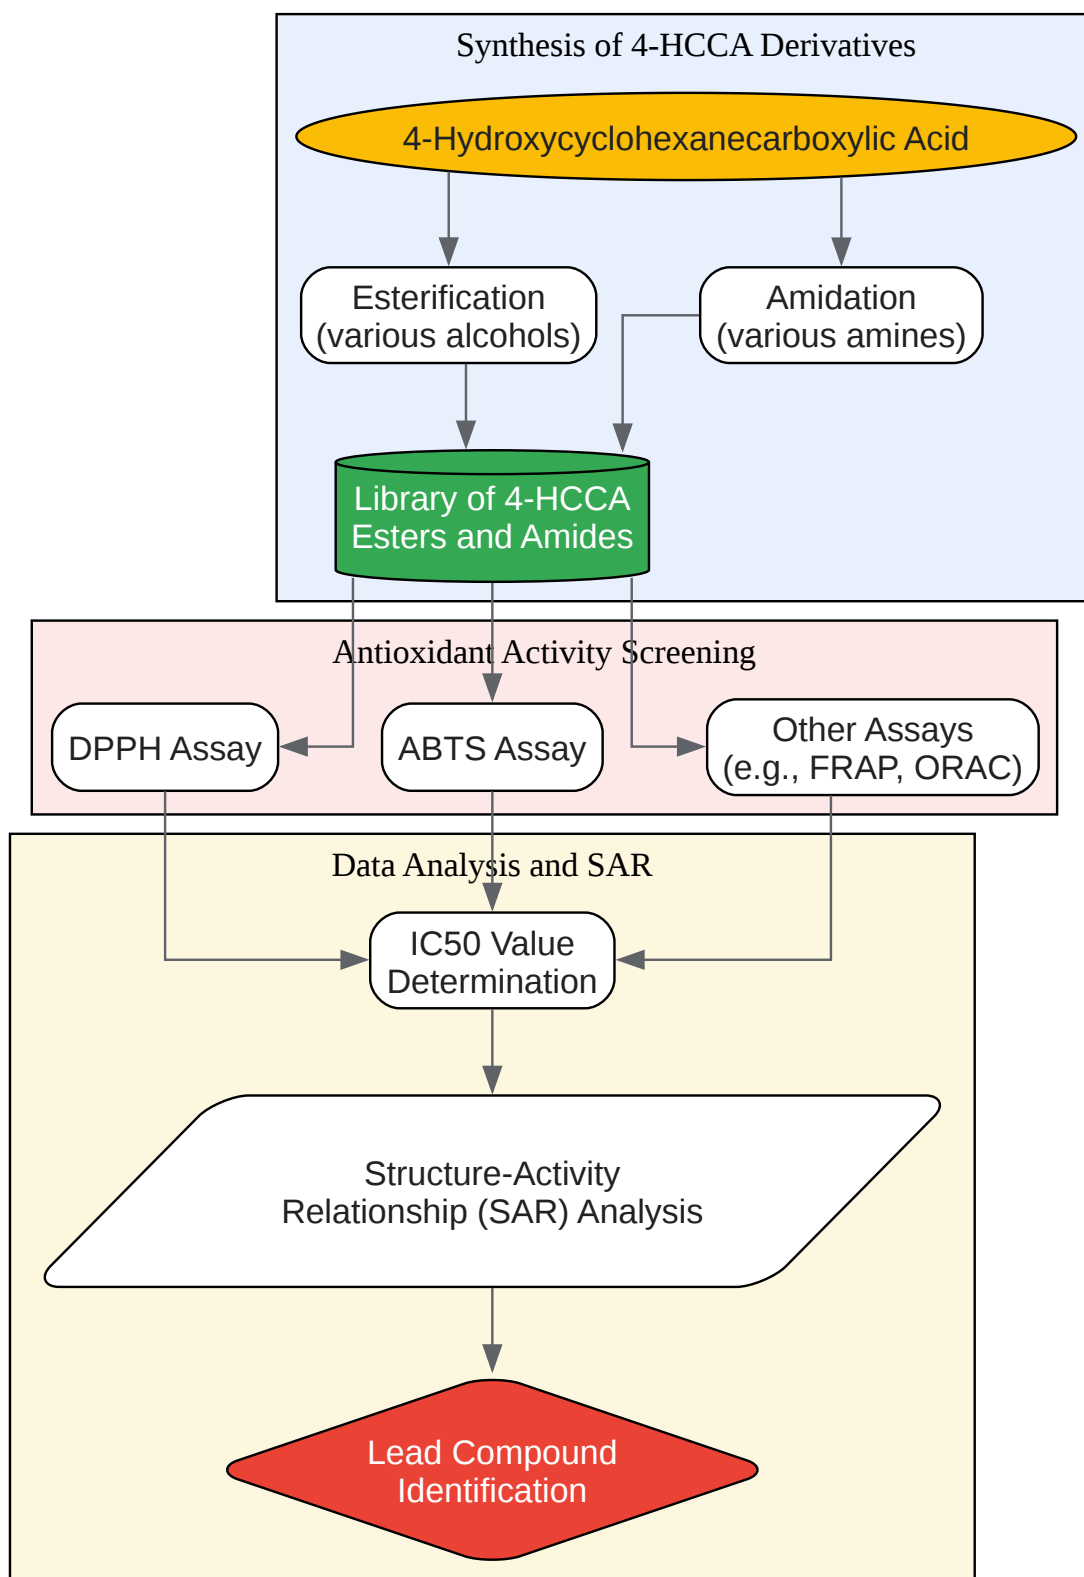 Synthesis of 4-HCCA Derivatives
4-Hydroxycyclohexanecarboxylic Acid
Esterification
(various alcohols)
Amidation
(various amines)
Library of 4-HCCA
Esters and Amides
Antioxidant Activity Screening
DPPH Assay
ABTS Assay
Other Assays
(e.g., FRAP, ORAC)
Data Analysis and SAR
IC50 Value
Determination
Structure-Activity
Relationship (SAR) Analysis
Lead Compound
Identification